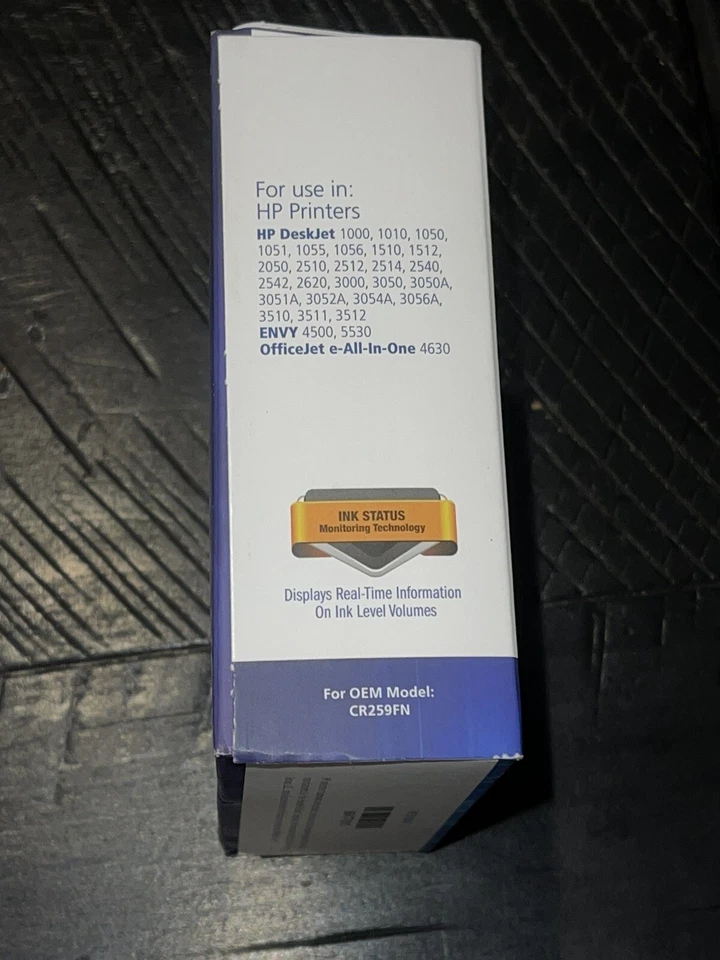 For use in:
HP Printers
HP DeskJet 1000, 1010, 1050,
1051, 1055, 1056, 1510, 1512,
2050, 2510, 2512, 2514, 2540,
2542, 2620, 3000, 3050, 3050A,
3051A, 3052A, 3054A, 3056A,
3510, 3511, 3512
ENVY 4500, 5530
OfficeJet e-All-In-One 4630
INK STATUS
Monitoring Technology
Displays Real-Time Information
On Ink Level Volumes
For OEM Model:
CR259FN